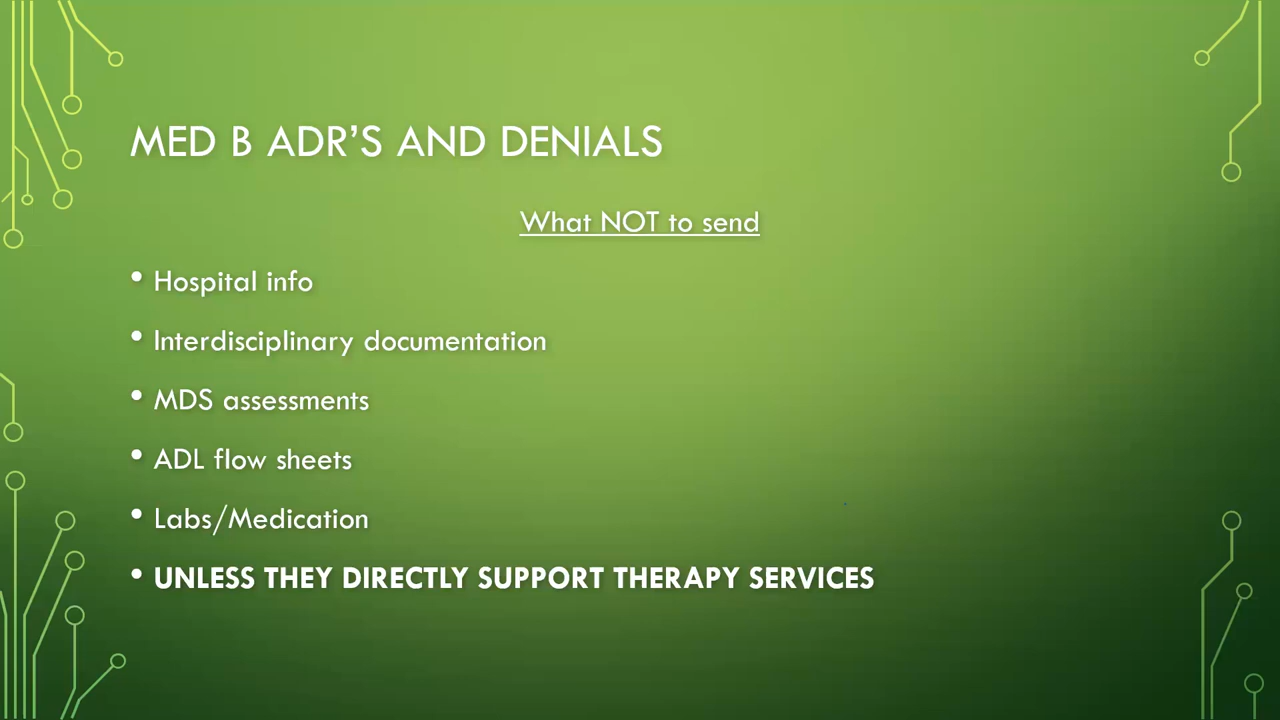 MED B ADR’S AND DENIALS
What NOT to send
• Hospital info
• Interdisciplinary documentation
• MDS assessments
• ADL flow sheets
• Labs/Medication
• UNLESS THEY DIRECTLY SUPPORT THERAPY SERVICES